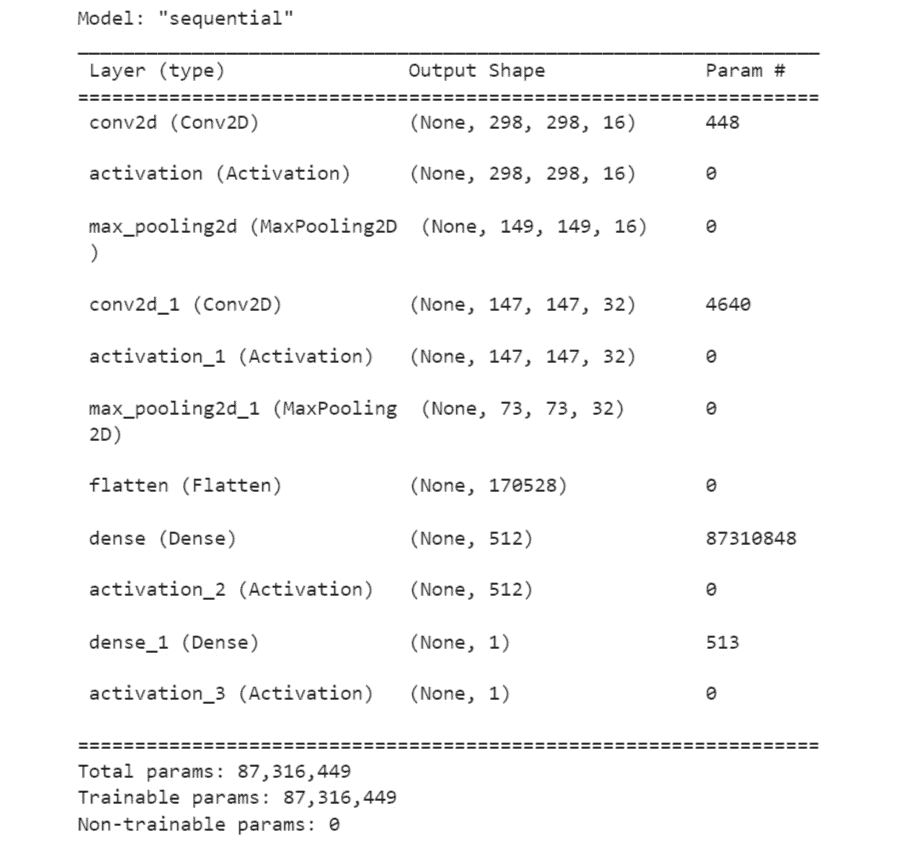 Model: "sequential"
_________________________________________________________________
Layer (type) Output Shape Param #
=================================================================
conv2d (Conv2D) (None, 298, 298, 16) 448
activation (Activation) (None, 298, 298, 16) 0
max_pooling2d (MaxPooling2D (None, 149, 149, 16) 0
)
conv2d_1 (Conv2D) (None, 147, 147, 32) 4640
activation_1 (Activation) (None, 147, 147, 32) 0
max_pooling2d_1 (MaxPooling (None, 73, 73, 32) 0
2D)
flatten (Flatten) (None, 170528) 0
dense (Dense) (None, 512) 87310848
activation_2 (Activation) (None, 512) 0
dense_1 (Dense) (None, 1) 513
activation_3 (Activation) (None, 1) 0
=================================================================
Total params: 87,316,449
Trainable params: 87,316,449
Non-trainable params: 0